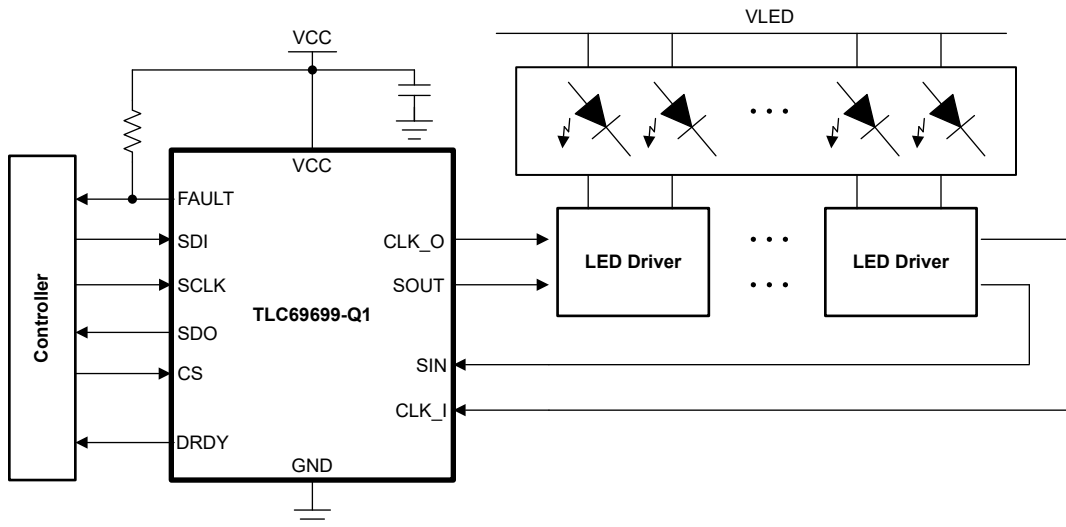 VLED
VCC
VCC
FAULT
SDI
CLK_O
SCLK
SOUT
TLC69699-Q1
SDO
SIN
CS
CLK_I
DRDY
GND
Controller
LED Driver
LED Driver